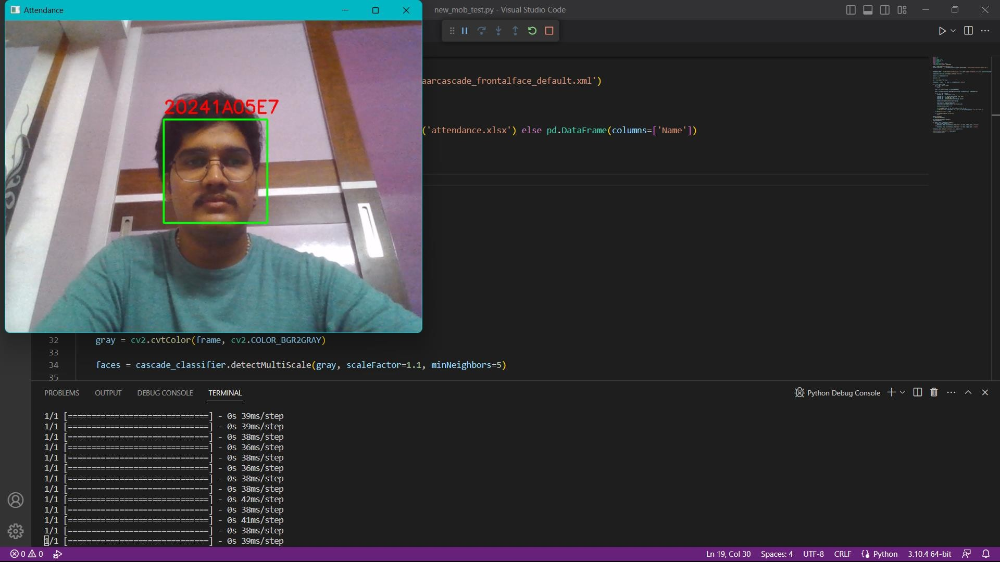 Attendance
new_mob_test.py - Visual Studio Code
20241A05E7
aarcascade_frontalface_default.xml')
('attendance.xlsx') else pd.DataFrame(columns=['Name'])
32 gray = cv2.cvtColor(frame, cv2.COLOR_BGR2GRAY)
33
34 faces = cascade_classifier.detectMultiScale(gray, scaleFactor=1.1, minNeighbors=5)
35
PROBLEMS OUTPUT DEBUG CONSOLE TERMINAL Python Debug Console
1/1 [==============================] - 0s 39ms/step
1/1 [==============================] - 0s 39ms/step
1/1 [==============================] - 0s 38ms/step
1/1 [==============================] - 0s 36ms/step
1/1 [==============================] - 0s 38ms/step
1/1 [==============================] - 0s 36ms/step
1/1 [==============================] - 0s 38ms/step
1/1 [==============================] - 0s 38ms/step
1/1 [==============================] - 0s 42ms/step
1/1 [==============================] - 0s 38ms/step
1/1 [==============================] - 0s 41ms/step
1/1 [==============================] - 0s 38ms/step
1/1 [==============================] - 0s 39ms/step
0 0 Ln 19, Col 30 Spaces: 4 UTF-8 CRLF Python 3.10.4 64-bit